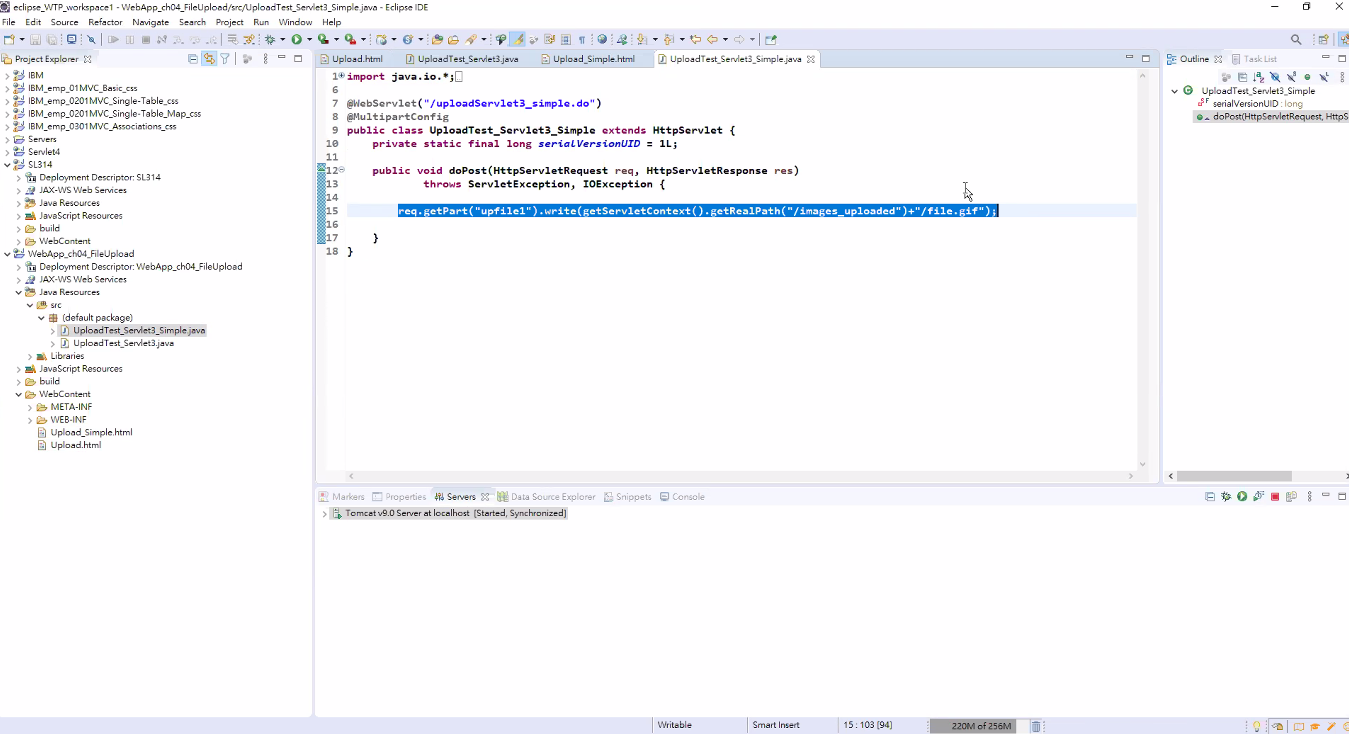 eclipse_WTP_workspace1 - WebApp_ch04_FileUpload/src/UploadTest_Servlet3_Simple.java - Eclipse IDE
File Edit Source Refactor Navigate Search Project Run Window Help
Project Explorer
IBM
IBM_emp_01MVC_Basic_css
IBM_emp_0201MVC_Single-Table_css
IBM_emp_0201MVC_Single-Table_Map_css
IBM_emp_0301MVC_Associations_css
Servers
Servlet4
SL314
Deployment Descriptor: SL314
JAX-WS Web Services
Java Resources
JavaScript Resources
build
WebContent
WebApp_ch04_FileUpload
Deployment Descriptor: WebApp_ch04_FileUpload
JAX-WS Web Services
Java Resources
src
(default package)
UploadTest_Servlet3_Simple.java
UploadTest_Servlet3.java
Libraries
JavaScript Resources
build
WebContent
META-INF
WEB-INF
Upload_Simple.html
Upload.html
Upload.html UploadTest_Servlet3.java Upload_Simple.html UploadTest_Servlet3_Simple.java
1 import java.io.*;
6
7 @WebServlet("/uploadServlet3_simple.do")
8 @MultipartConfig
9 public class UploadTest_Servlet3_Simple extends HttpServlet {
10 private static final long serialVersionUID = 1L;
11
12 public void doPost(HttpServletRequest req, HttpServletResponse res)
13 throws ServletException, IOException {
14
15 req.getPart("upfile1").write(getServletContext().getRealPath("/images_uploaded")+"/file.gif");
16
17 }
18 }
Outline Task List
UploadTest_Servlet3_Simple
serialVersionUID : long
doPost(HttpServletRequest, HttpS
Markers Properties Servers Data Source Explorer Snippets Console
Tomcat v9.0 Server at localhost [Started, Synchronized]
Writable Smart Insert 15 : 103 [94] 220M of 256M